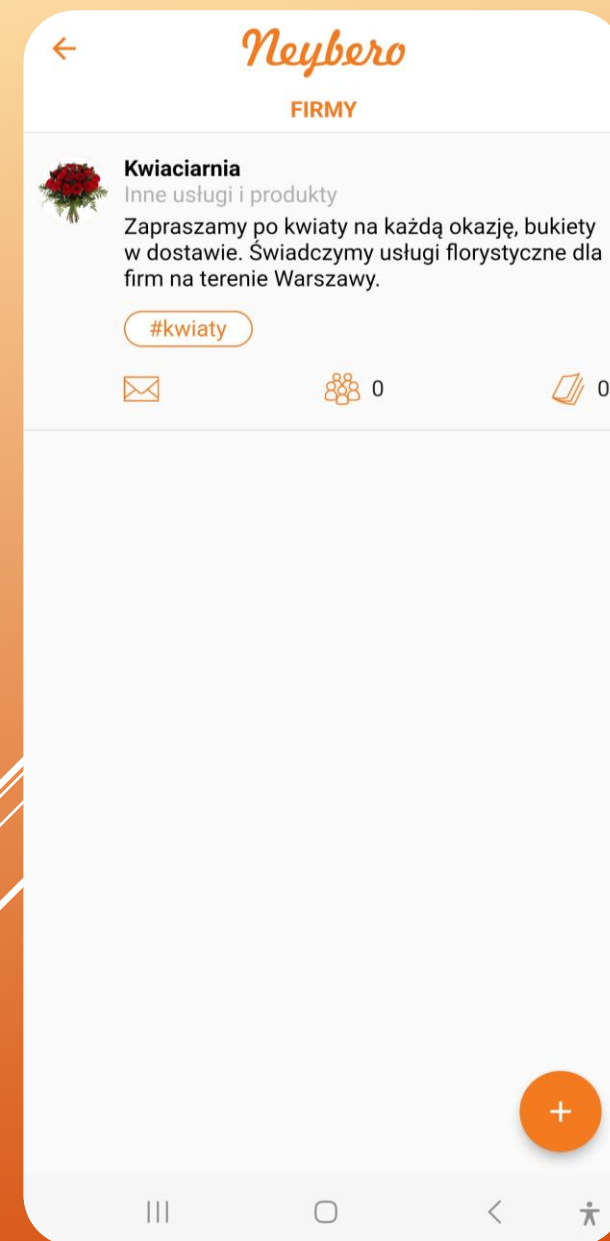 Neybero
FIRMY
Kwiaciarnia
Inne usługi i produkty
Zapraszamy po kwiaty na każdą okazję, bukiety
w dostawie. Świadczymy usługi florystyczne dla
firm na terenie Warszawy.
#kwiaty
0
0